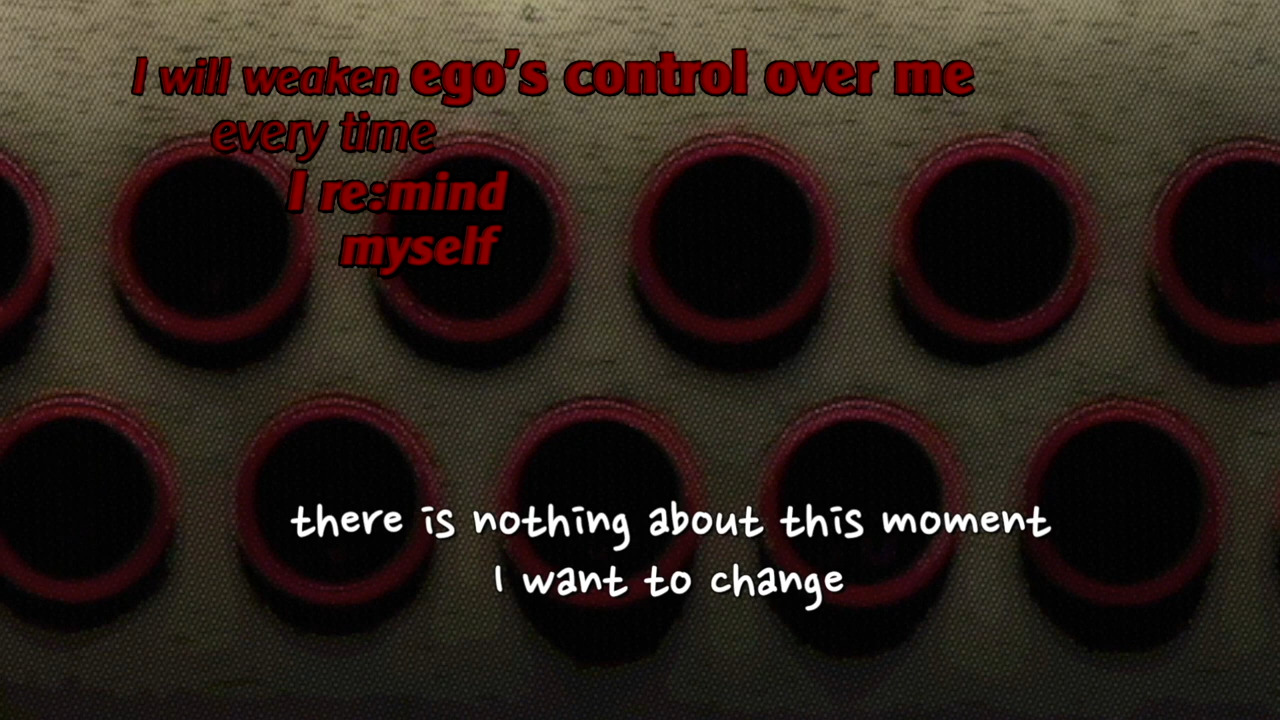 I will weaken ego's control over me
every time
I re:mind
myself
there is nothing about this moment
I want to change